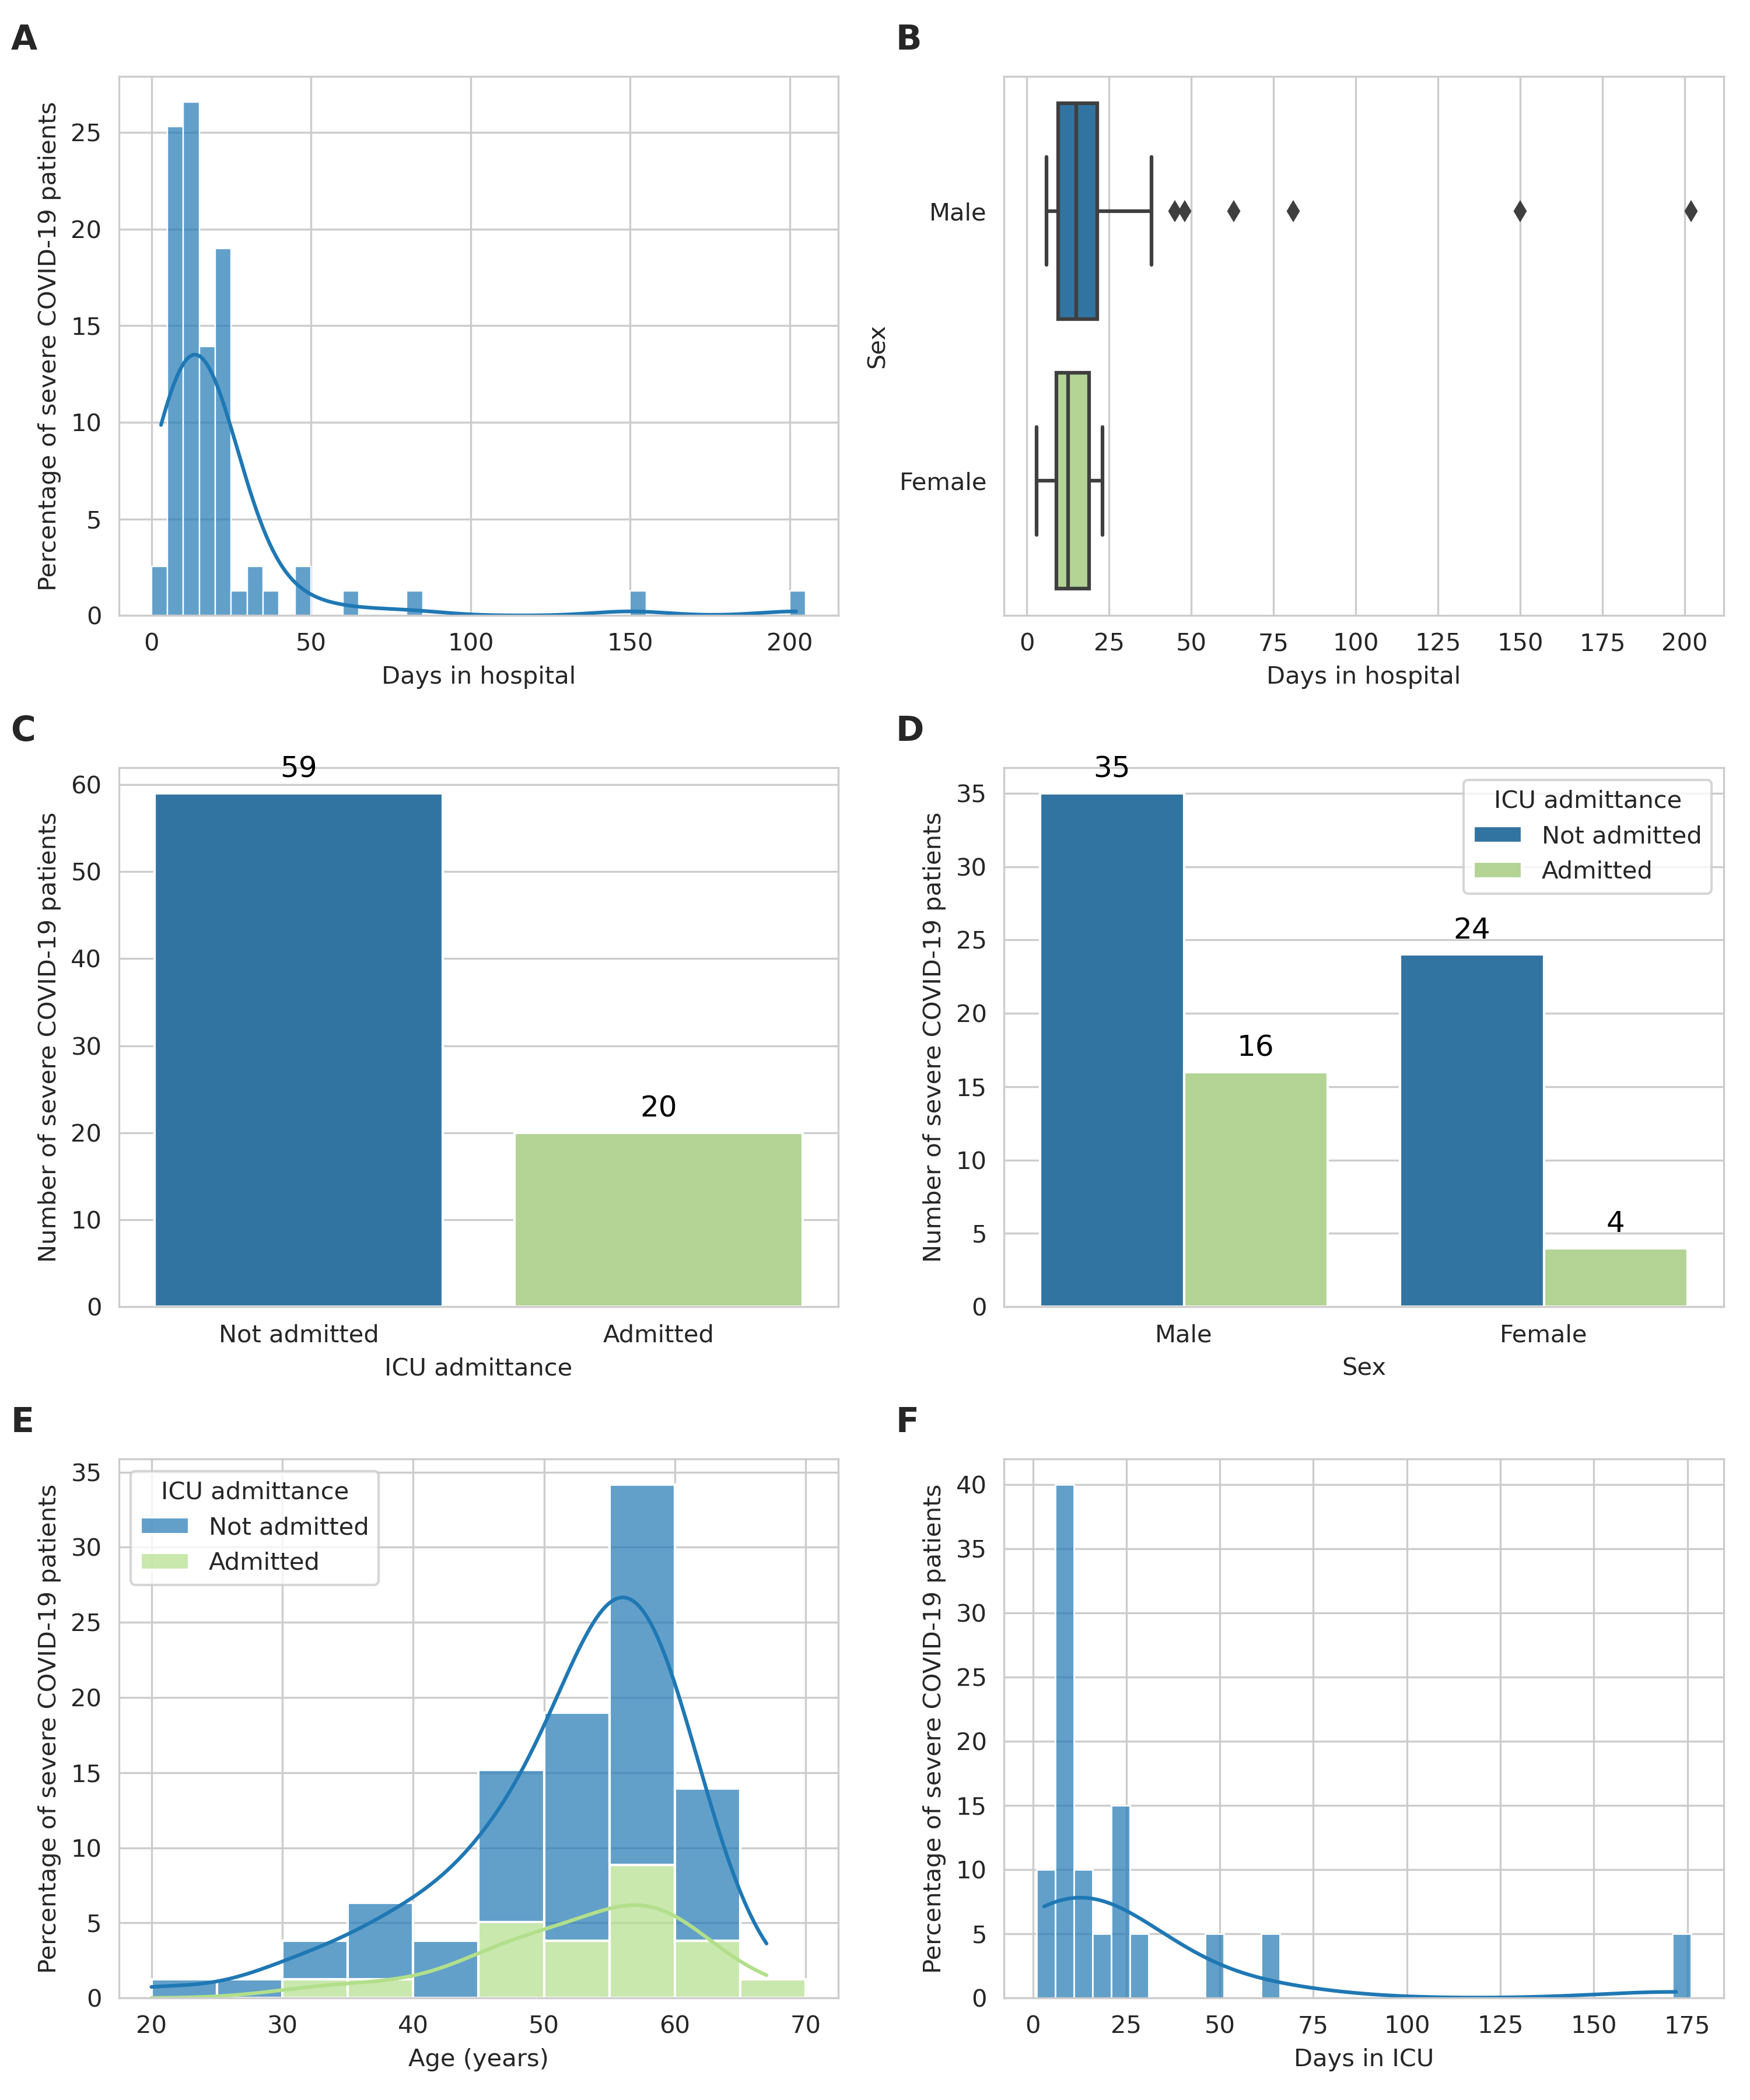 A
Percentage of severe COVID-19 patients
25
20
15
10
5
0
0 50 100 150 200
Days in hospital
B
Sex
Male
Female
0 25 50 75 100 125 150 175 200
Days in hospital
C
Number of severe COVID-19 patients
60
50
40
30
20
10
0
59
20
Not admitted Admitted
ICU admittance
D
Number of severe COVID-19 patients
35
30
25
20
15
10
5
0
35
16
24
4
ICU admittance
Not admitted
Admitted
Male Female
Sex
E
Percentage of severe COVID-19 patients
35
30
25
20
15
10
5
0
ICU admittance
Not admitted
Admitted
20 30 40 50 60 70
Age (years)
F
Percentage of severe COVID-19 patients
40
35
30
25
20
15
10
5
0
0 25 50 75 100 125 150 175
Days in ICU